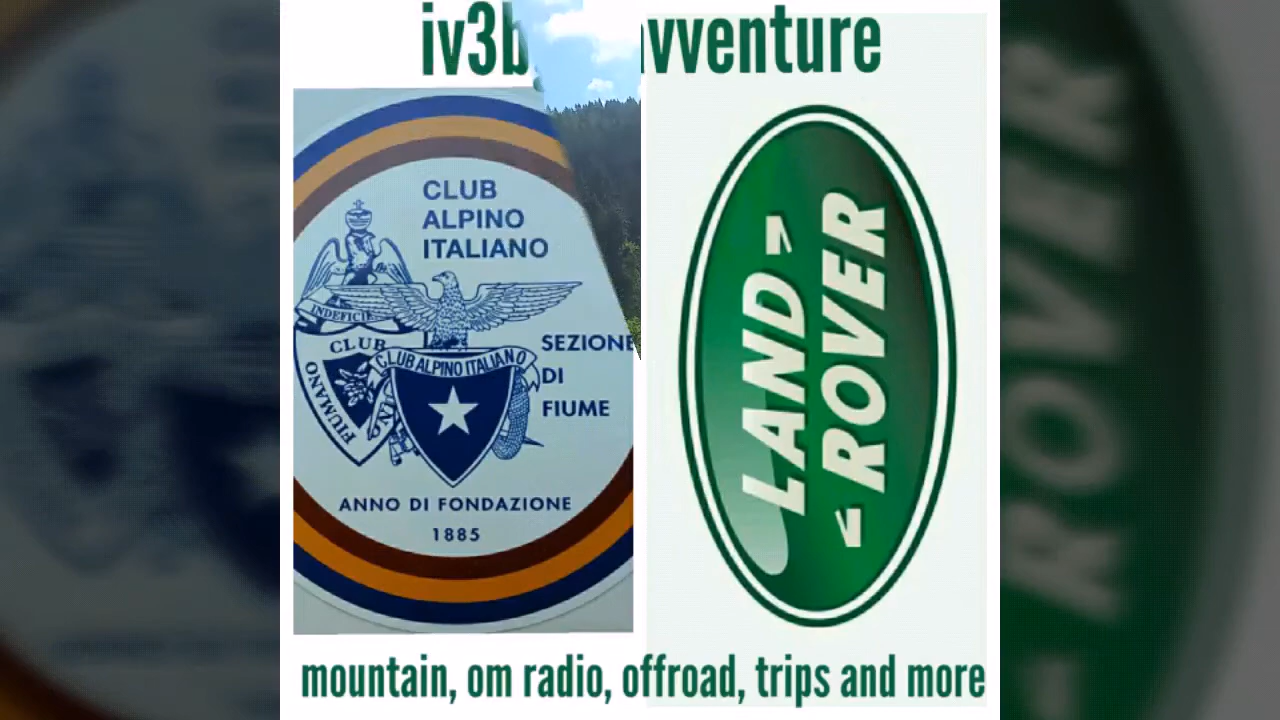 iv3b
vventure
CLUB
ALPINO
ITALIANO
INDEFICIE
CLUB
FIUMANO
CLUB ALPINO ITALIANO
SEZIONE
DI
FIUME
ANNO DI FONDAZIONE
1885
LAND
ROVER
mountain, om radio, offroad, trips and more